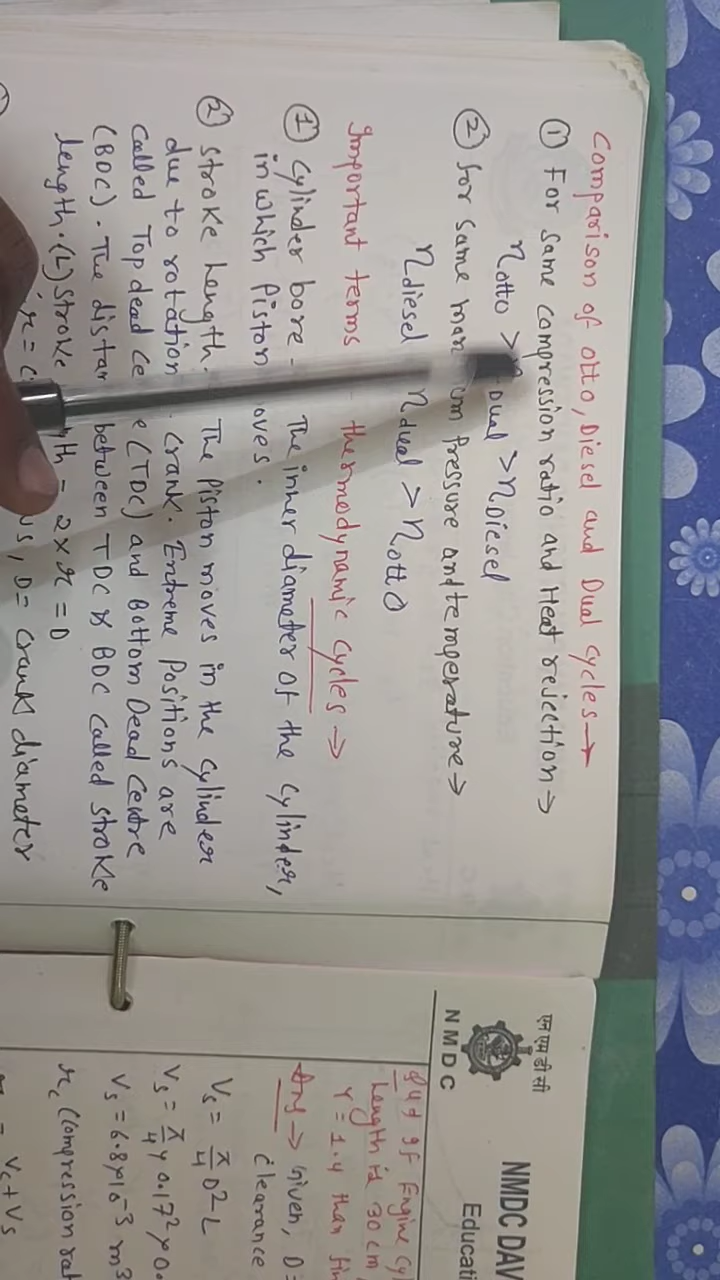 Comparison of otto, Diesel and Dual cycles→
① For same compression ratio and Heat rejection→
ηotto > Dual > ηDiesel
② for same pressure and temperature→
ηdiesel ηdual > ηotto
Important terms thermodynamic cycles →
① Cylinder bore - The inner diameter of the cylinder,
in which Piston
② Stroke length. The Piston moves in the cylinder
due to rotation crank. Extreme Positions are
called Top dead (TDC) and Bottom Dead Centre
(BDC). The between TDC & BDC called stroke
length. (L) Stroke = 2 x r = D
r = , D = Crank diameter
एन एम डी सी
NMDC
NMDC DAV
Educati
If Engine Cy
length is 30 cm
γ = 1.4 than
Ans → Given, D =
clearance
Vs = π/4 D² L
Vs = π/4 x 0.17² x 0.
Vs = 6.8x10⁻³ m³
rc (Compression rat
= Vc + Vs